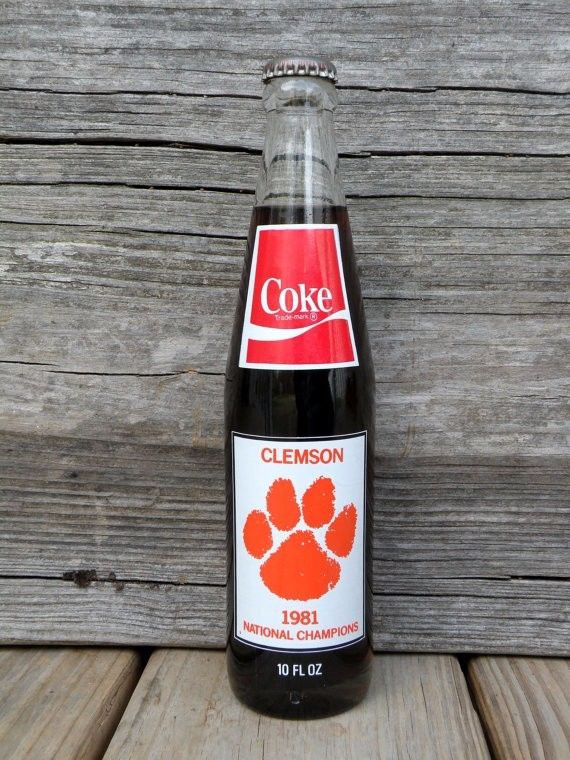 Coke
Trade-mark ®
CLEMSON
1981
NATIONAL CHAMPIONS
10 FL OZ